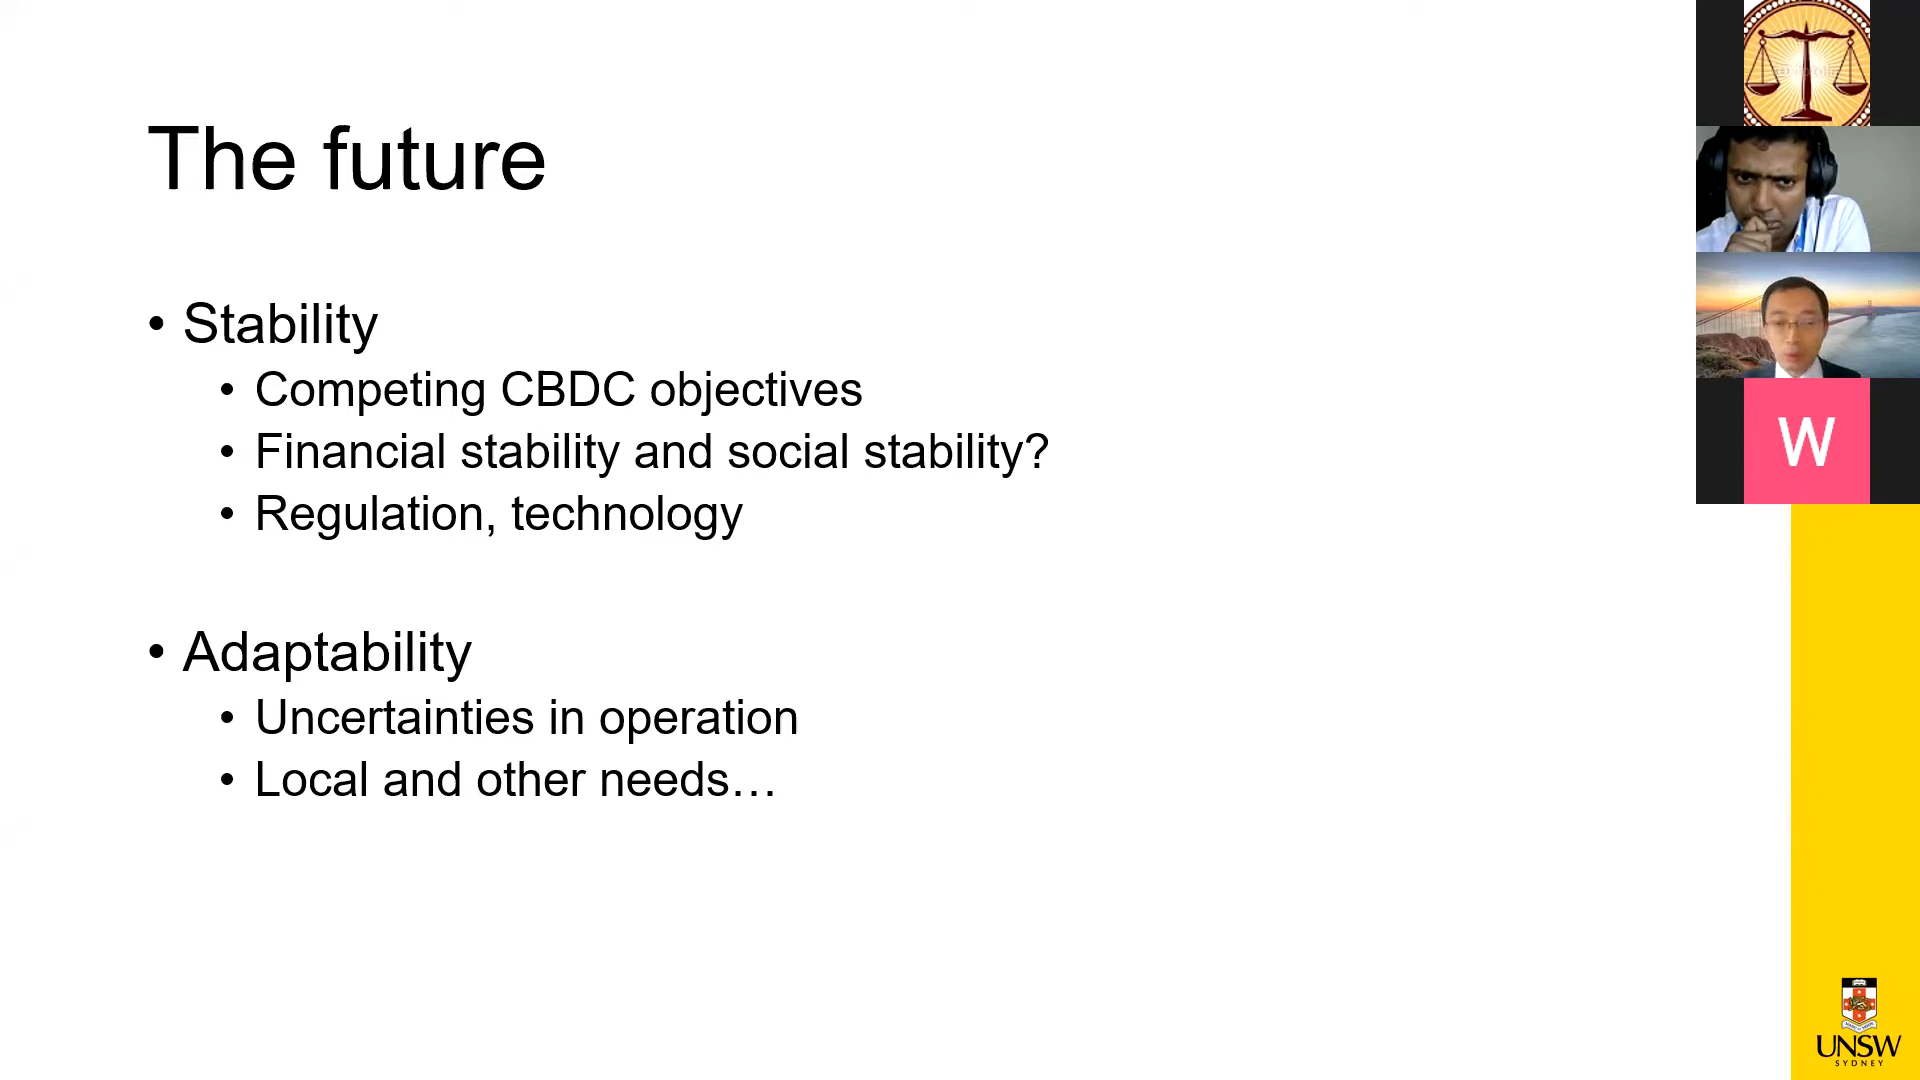 The future
• Stability
• Competing CBDC objectives
• Financial stability and social stability?
• Regulation, technology
• Adaptability
• Uncertainties in operation
• Local and other needs…
W
UNSW
SYDNEY